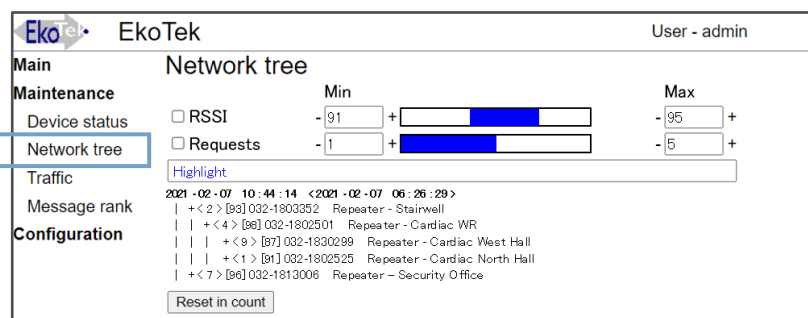 EkoTek EkoTek User - admin
Main
Maintenance
Device status
Network tree
Traffic
Message rank
Configuration
Network tree
Min Max
RSSI - 91 + - 95 +
Requests - 1 + - 5 +
Highlight
2021-02-07 10:44:14 <2021-02-07 06:26:29>
| +<2>[93] 032-1803352 Repeater - Stairwell
| | +<4>[98] 032-1802501 Repeater - Cardiac WR
| | | +<9>[87] 032-1830299 Repeater - Cardiac West Hall
| | | +<1>[91] 032-1802525 Repeater - Cardiac North Hall
| +<7>[96] 032-1813006 Repeater – Security Office
Reset in count